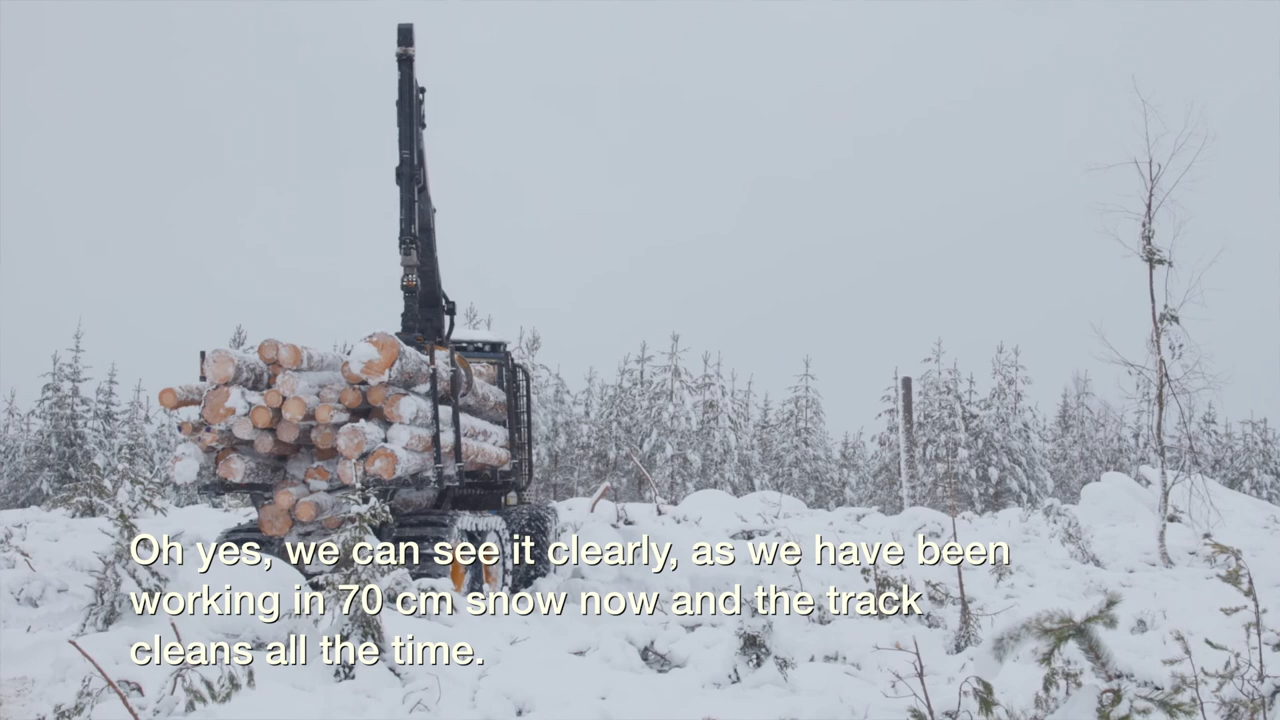 Oh yes, we can see it clearly, as we have been
working in 70 cm snow now and the track
cleans all the time.